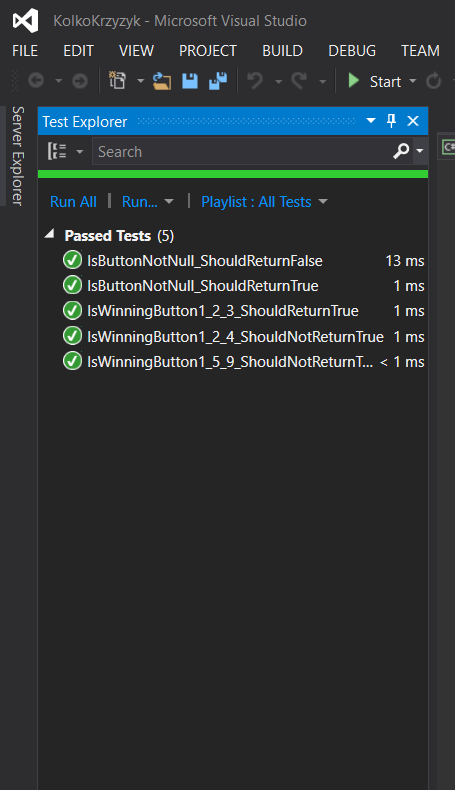 KolkoKrzyzyk - Microsoft Visual Studio
FILE EDIT VIEW PROJECT BUILD DEBUG TEAM
Start
Server Explorer
Test Explorer
Search
C#
Run All | Run... | Playlist : All Tests
Passed Tests (5)
IsButtonNotNull_ShouldReturnFalse 13 ms
IsButtonNotNull_ShouldReturnTrue 1 ms
IsWinningButton1_2_3_ShouldReturnTrue 1 ms
IsWinningButton1_2_4_ShouldNotReturnTrue 1 ms
IsWinningButton1_5_9_ShouldNotReturnT... < 1 ms